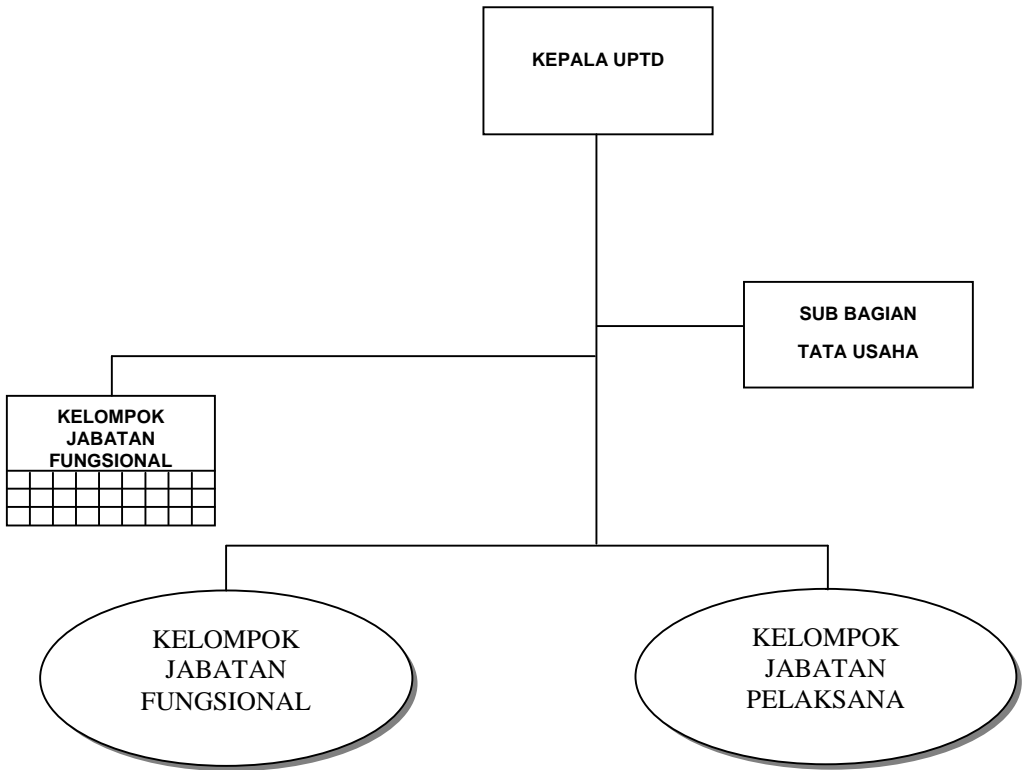 KEPALA UPTD
SUB BAGIAN
TATA USAHA
KELOMPOK
JABATAN
FUNGSIONAL
KELOMPOK
JABATAN
FUNGSIONAL
KELOMPOK
JABATAN
PELAKSANA